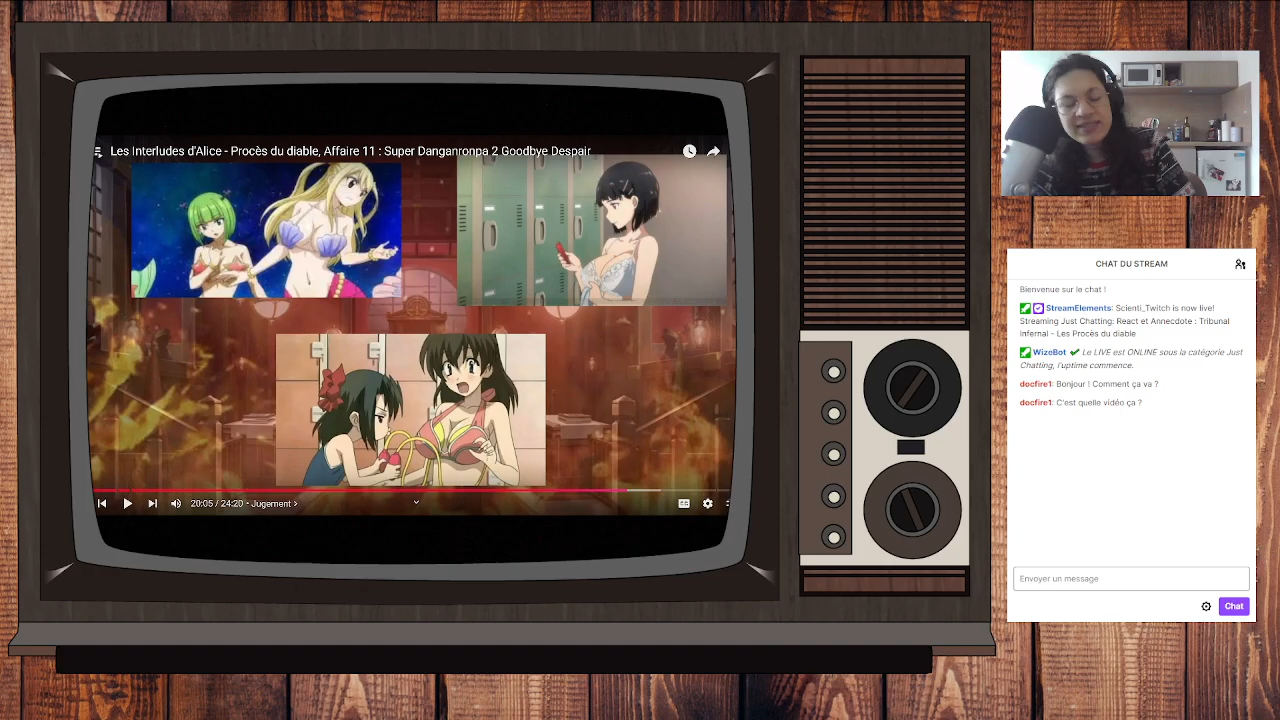 Les Interludes d'Alice - Procès du diable, Affaire 11 : Super Danganronpa 2 Goodbye Despair
20:05 / 24:20 • Jugement >
CHAT DU STREAM
Bienvenue sur le chat !
StreamElements: Scienti_Twitch is now live!
Streaming Just Chatting: React et Annecdote : Tribunal
Infernal - Les Procès du diable
WizeBot Le LIVE est ONLINE sous la catégorie Just
Chatting, l'uptime commence.
docfire1: Bonjour ! Comment ça va ?
docfire1: C'est quelle vidéo ça ?
Envoyer un message
Chat